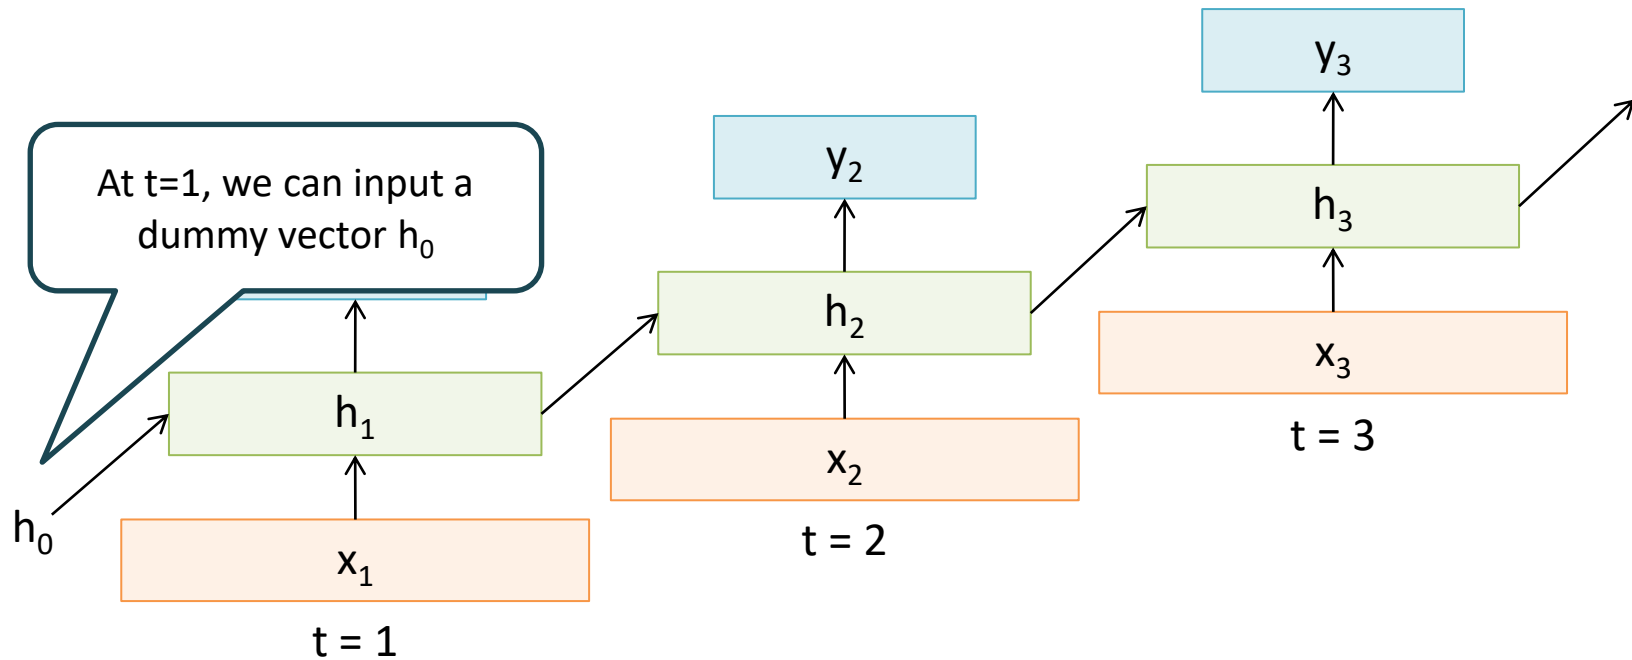 At t=1, we can input a
dummy vector h₀
h₀
h₁
x₁
t = 1
y₂
h₂
x₂
t = 2
y₃
h₃
x₃
t = 3